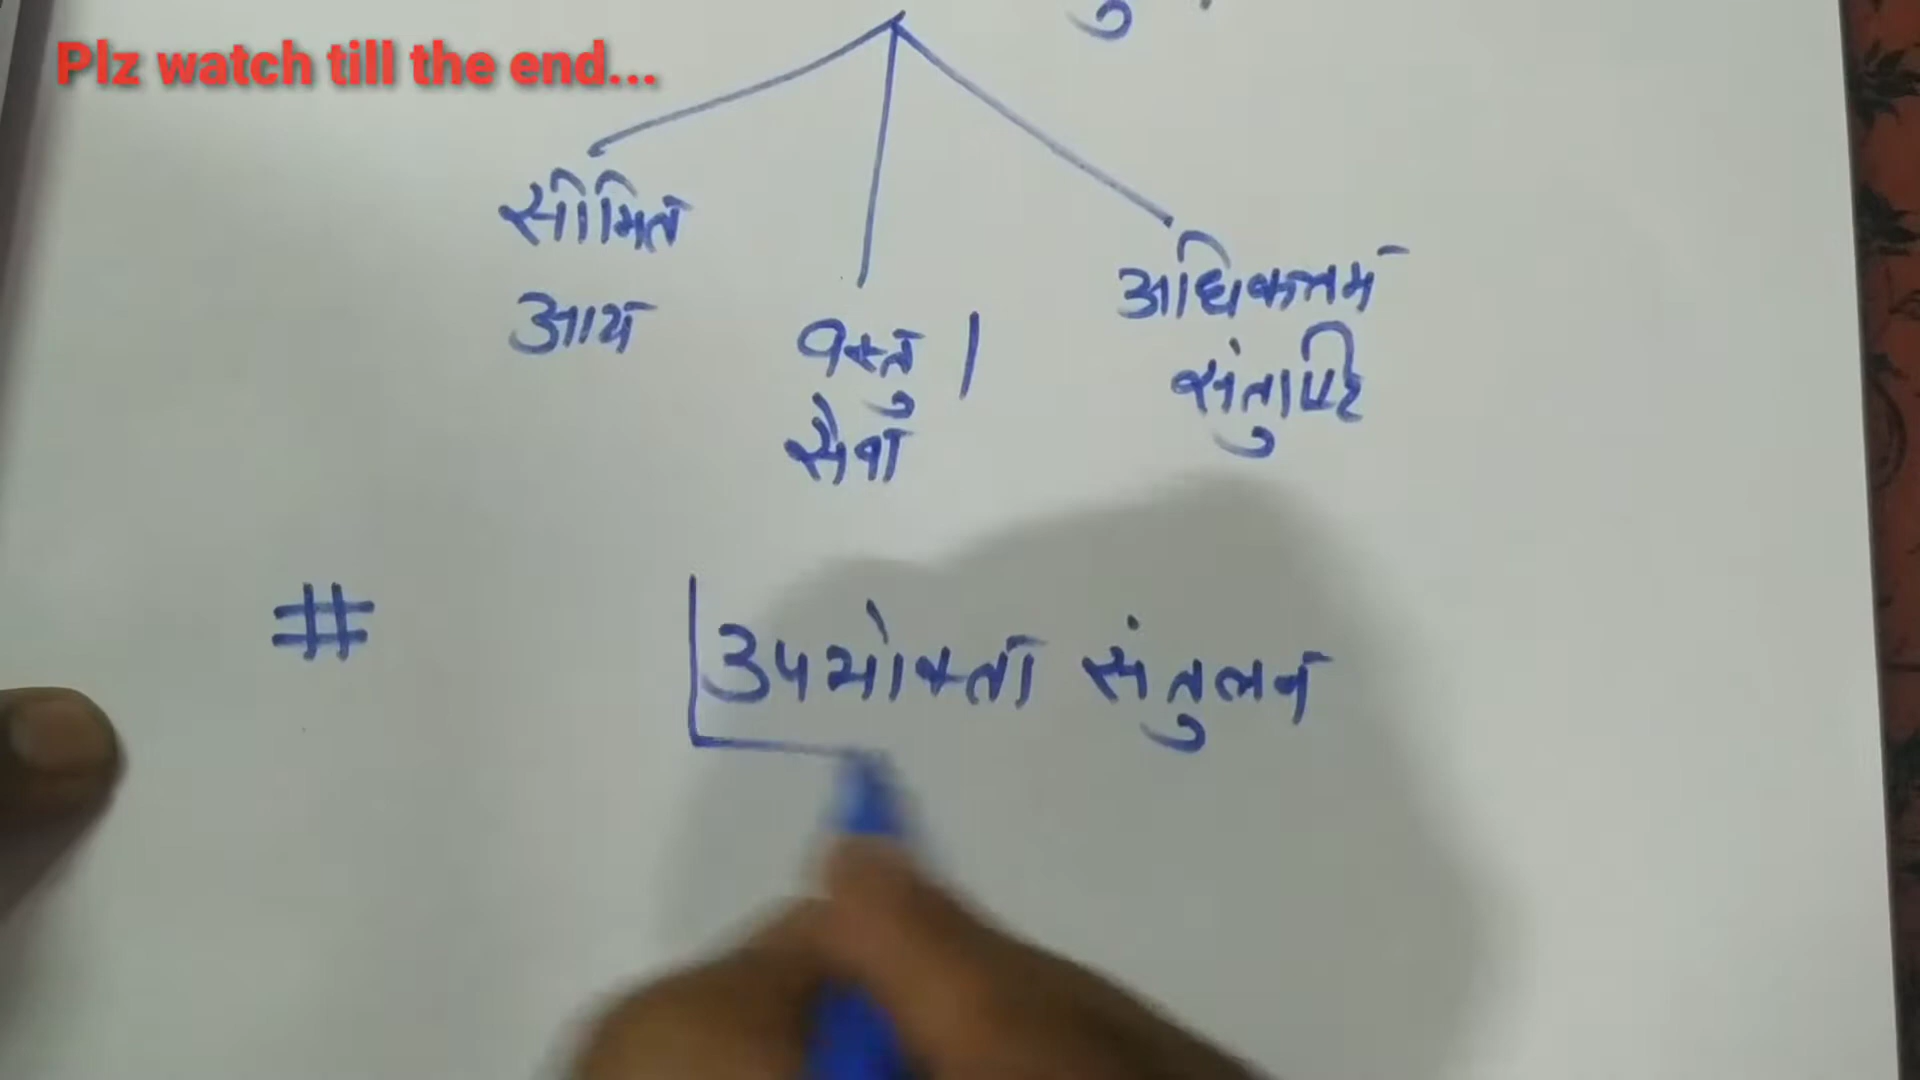 Plz watch till the end...
सीमित
आय
वस्तु |
सेवा
अधिकतम
संतुष्टि
#
उपभोक्ता संतुलन